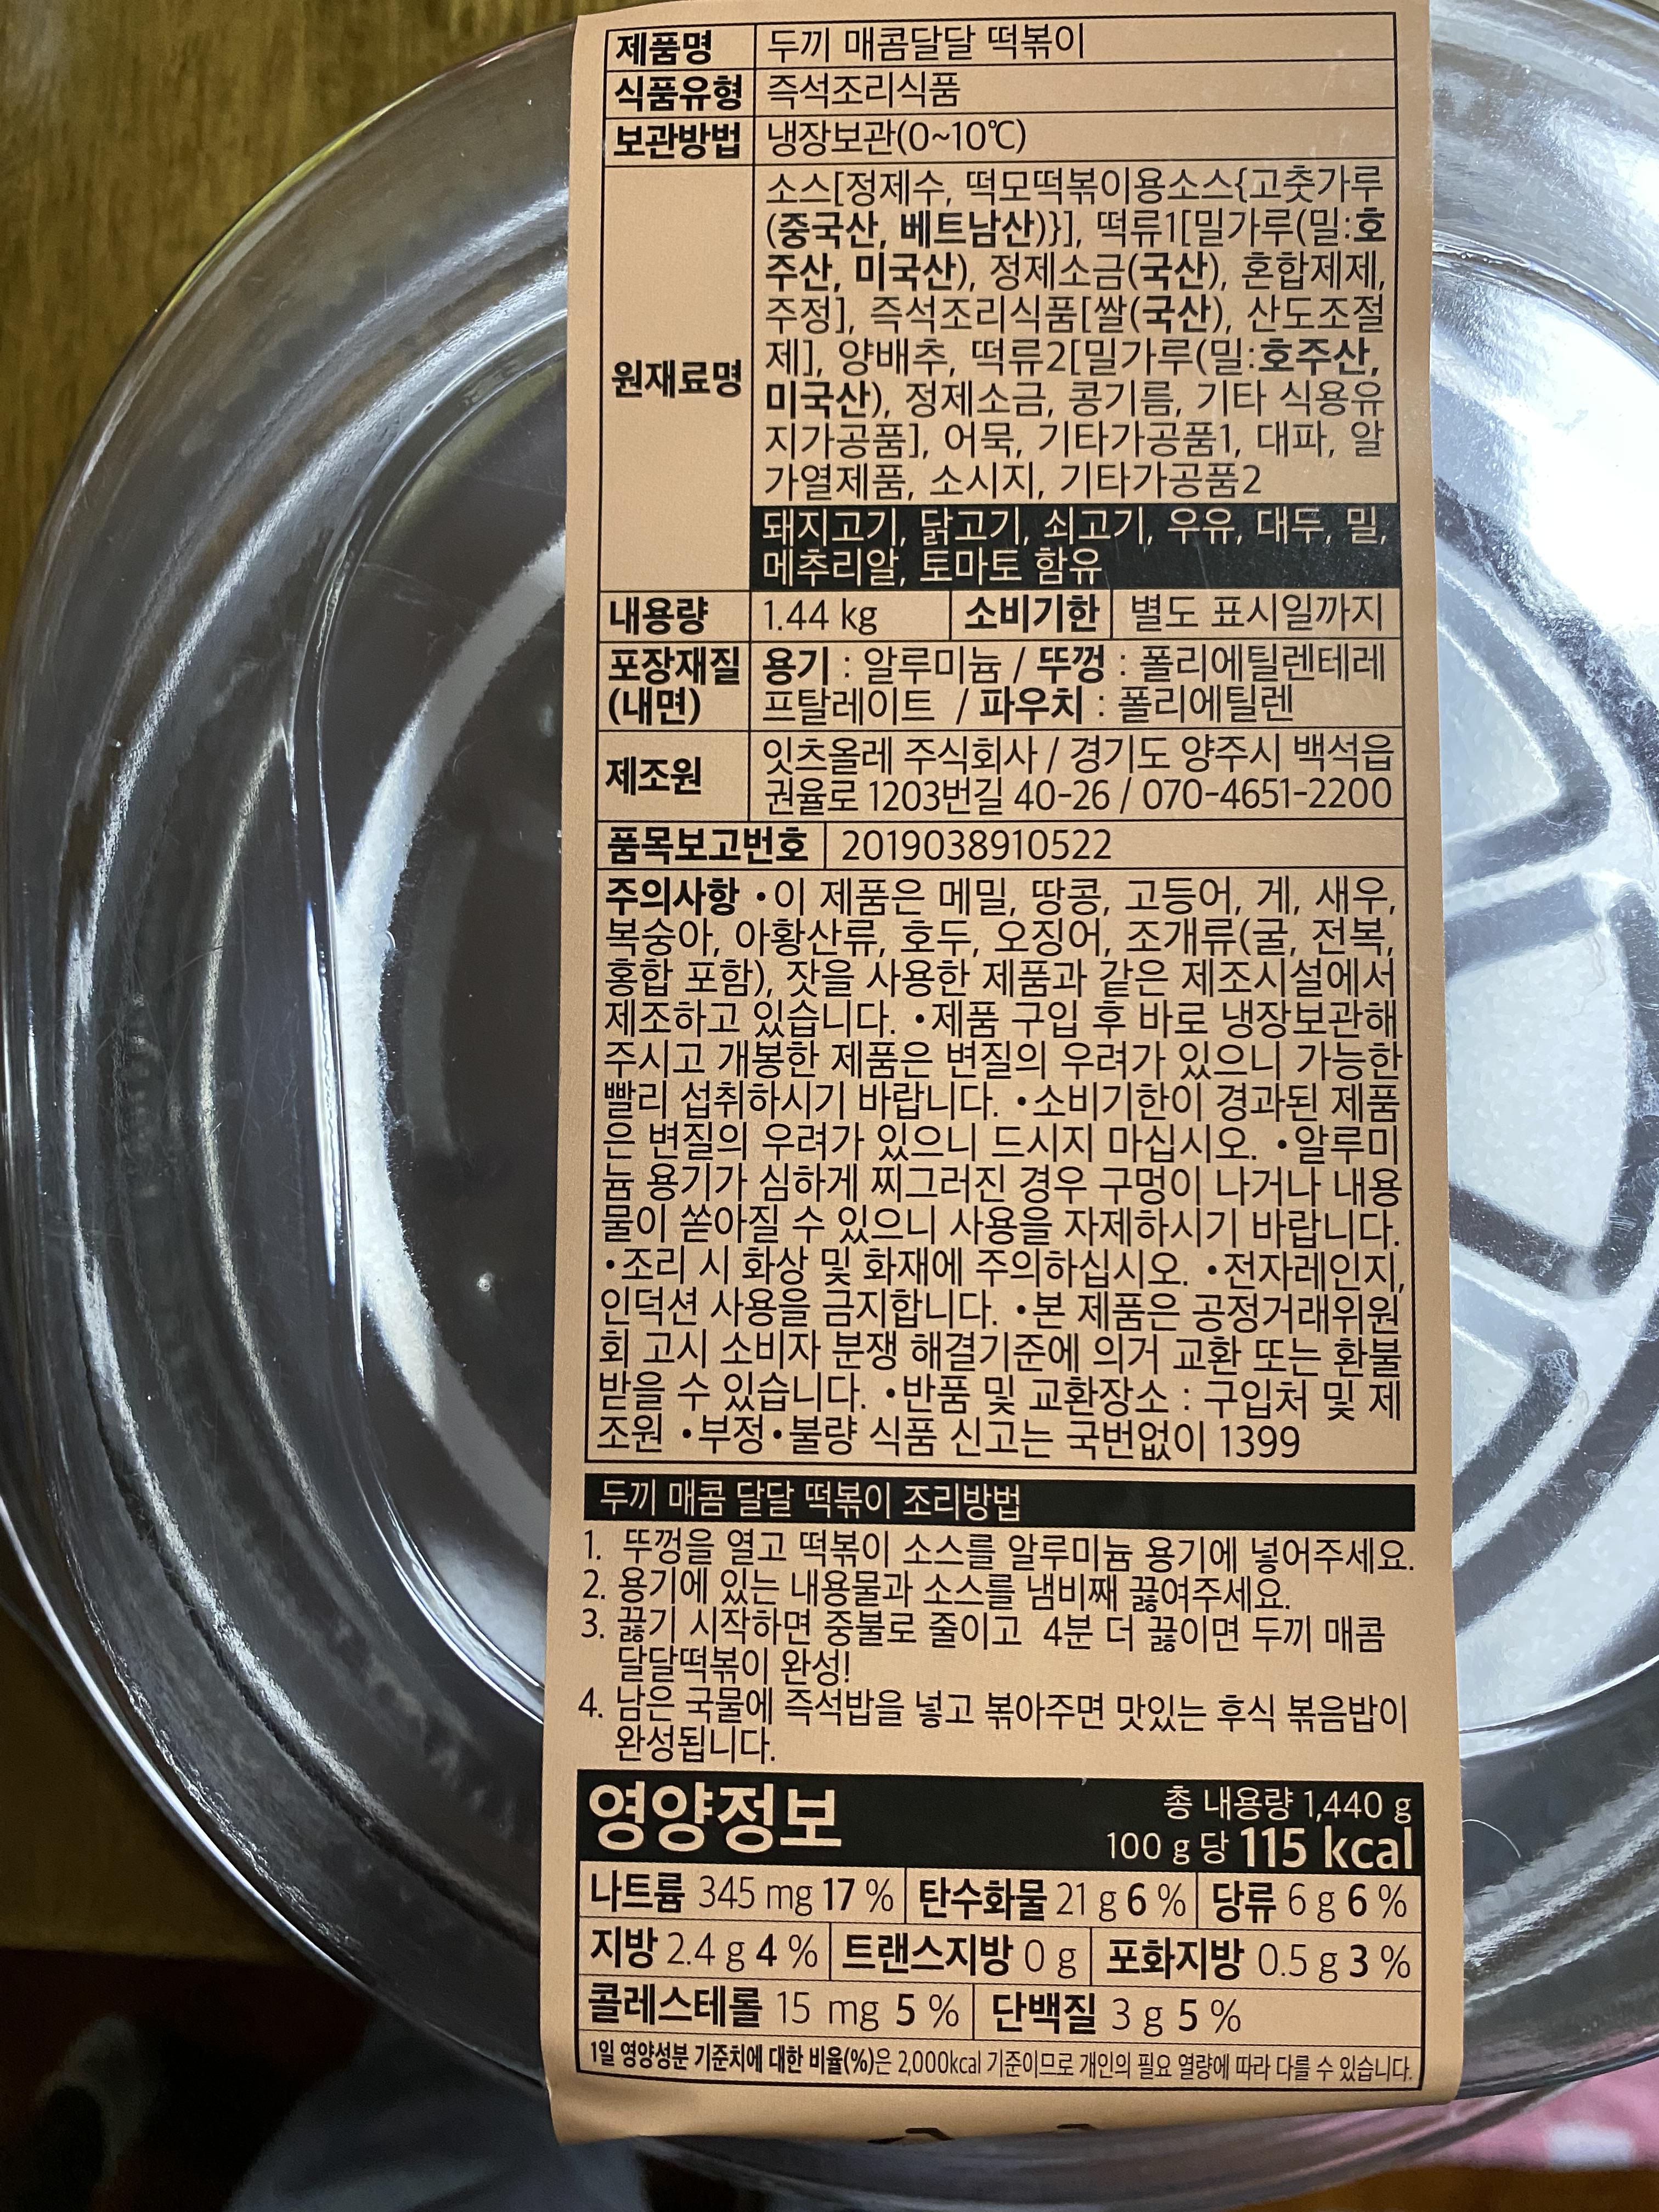 제품명 두끼 매콤달달 떡볶이
식품유형 즉석조리식품
보관방법 냉장보관(0~10℃)
원재료명
소스[정제수, 떡모떡볶이용소스{고춧가루
(중국산, 베트남산)}], 떡류1[밀가루(밀:호
주산, 미국산), 정제소금(국산), 혼합제제,
주정], 즉석조리식품[쌀(국산), 산도조절
제], 양배추, 떡류2[밀가루(밀:호주산,
미국산), 정제소금, 콩기름, 기타 식용유
지가공품], 어묵, 기타가공품1, 대파, 알
가열제품, 소시지, 기타가공품2
돼지고기, 닭고기, 쇠고기, 우유, 대두, 밀,
메추리알, 토마토 함유
내용량 1.44 kg 소비기한 별도 표시일까지
포장재질 용기 : 알루미늄 / 뚜껑 : 폴리에틸렌테레
(내면) 프탈레이트 / 파우치 : 폴리에틸렌
제조원
잇츠올레 주식회사 / 경기도 양주시 백석읍
권율로 1203번길 40-26 / 070-4651-2200
품목보고번호 2019038910522
주의사항 •이 제품은 메밀, 땅콩, 고등어, 게, 새우,
복숭아, 아황산류, 호두, 오징어, 조개류(굴, 전복,
홍합 포함), 잣을 사용한 제품과 같은 제조시설에서
제조하고 있습니다. •제품 구입 후 바로 냉장보관해
주시고 개봉한 제품은 변질의 우려가 있으니 가능한
빨리 섭취하시기 바랍니다. •소비기한이 경과된 제품
은 변질의 우려가 있으니 드시지 마십시오. •알루미
늄 용기가 심하게 찌그러진 경우 구멍이 나거나 내용
물이 쏟아질 수 있으니 사용을 자제하시기 바랍니다.
•조리 시 화상 및 화재에 주의하십시오. •전자레인지,
인덕션 사용을 금지합니다. •본 제품은 공정거래위원
회 고시 소비자 분쟁 해결기준에 의거 교환 또는 환불
받을 수 있습니다. •반품 및 교환장소 : 구입처 및 제
조원 •부정•불량 식품 신고는 국번없이 1399
두끼 매콤 달달 떡볶이 조리방법
1. 뚜껑을 열고 떡볶이 소스를 알루미늄 용기에 넣어주세요.
2. 용기에 있는 내용물과 소스를 냄비째 끓여주세요.
3. 끓기 시작하면 중불로 줄이고 4분 더 끓이면 두끼 매콤
달달떡볶이 완성!
4. 남은 국물에 즉석밥을 넣고 볶아주면 맛있는 후식 볶음밥이
완성됩니다.
영양정보
총 내용량 1,440 g
100 g 당 115 kcal
나트륨 345 mg 17 % 탄수화물 21 g 6 % 당류 6 g 6 %
지방 2.4 g 4 % 트랜스지방 0 g 포화지방 0.5 g 3 %
콜레스테롤 15 mg 5 % 단백질 3 g 5 %
1일 영양성분 기준치에 대한 비율(%)은 2,000kcal 기준이므로 개인의 필요 열량에 따라 다를 수 있습니다.